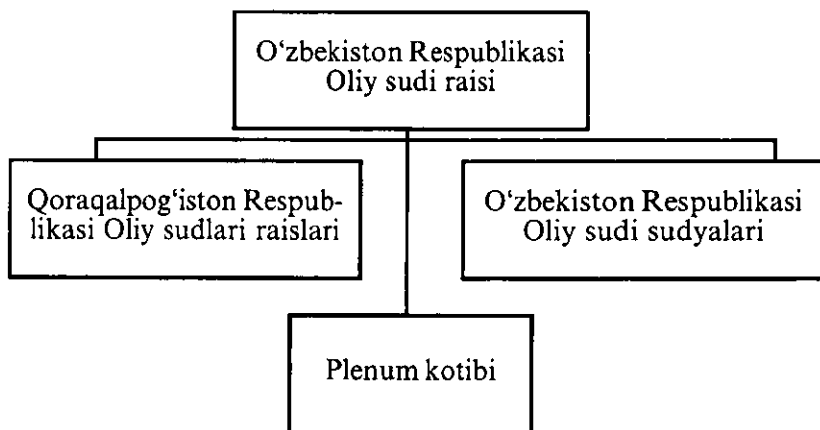 O‘zbekiston Respublikasi
Oliy sudi raisi
Qoraqalpog‘iston Respub-
likasi Oliy sudlari raislari
O‘zbekiston Respublikasi
Oliy sudi sudyalari
Plenum kotibi